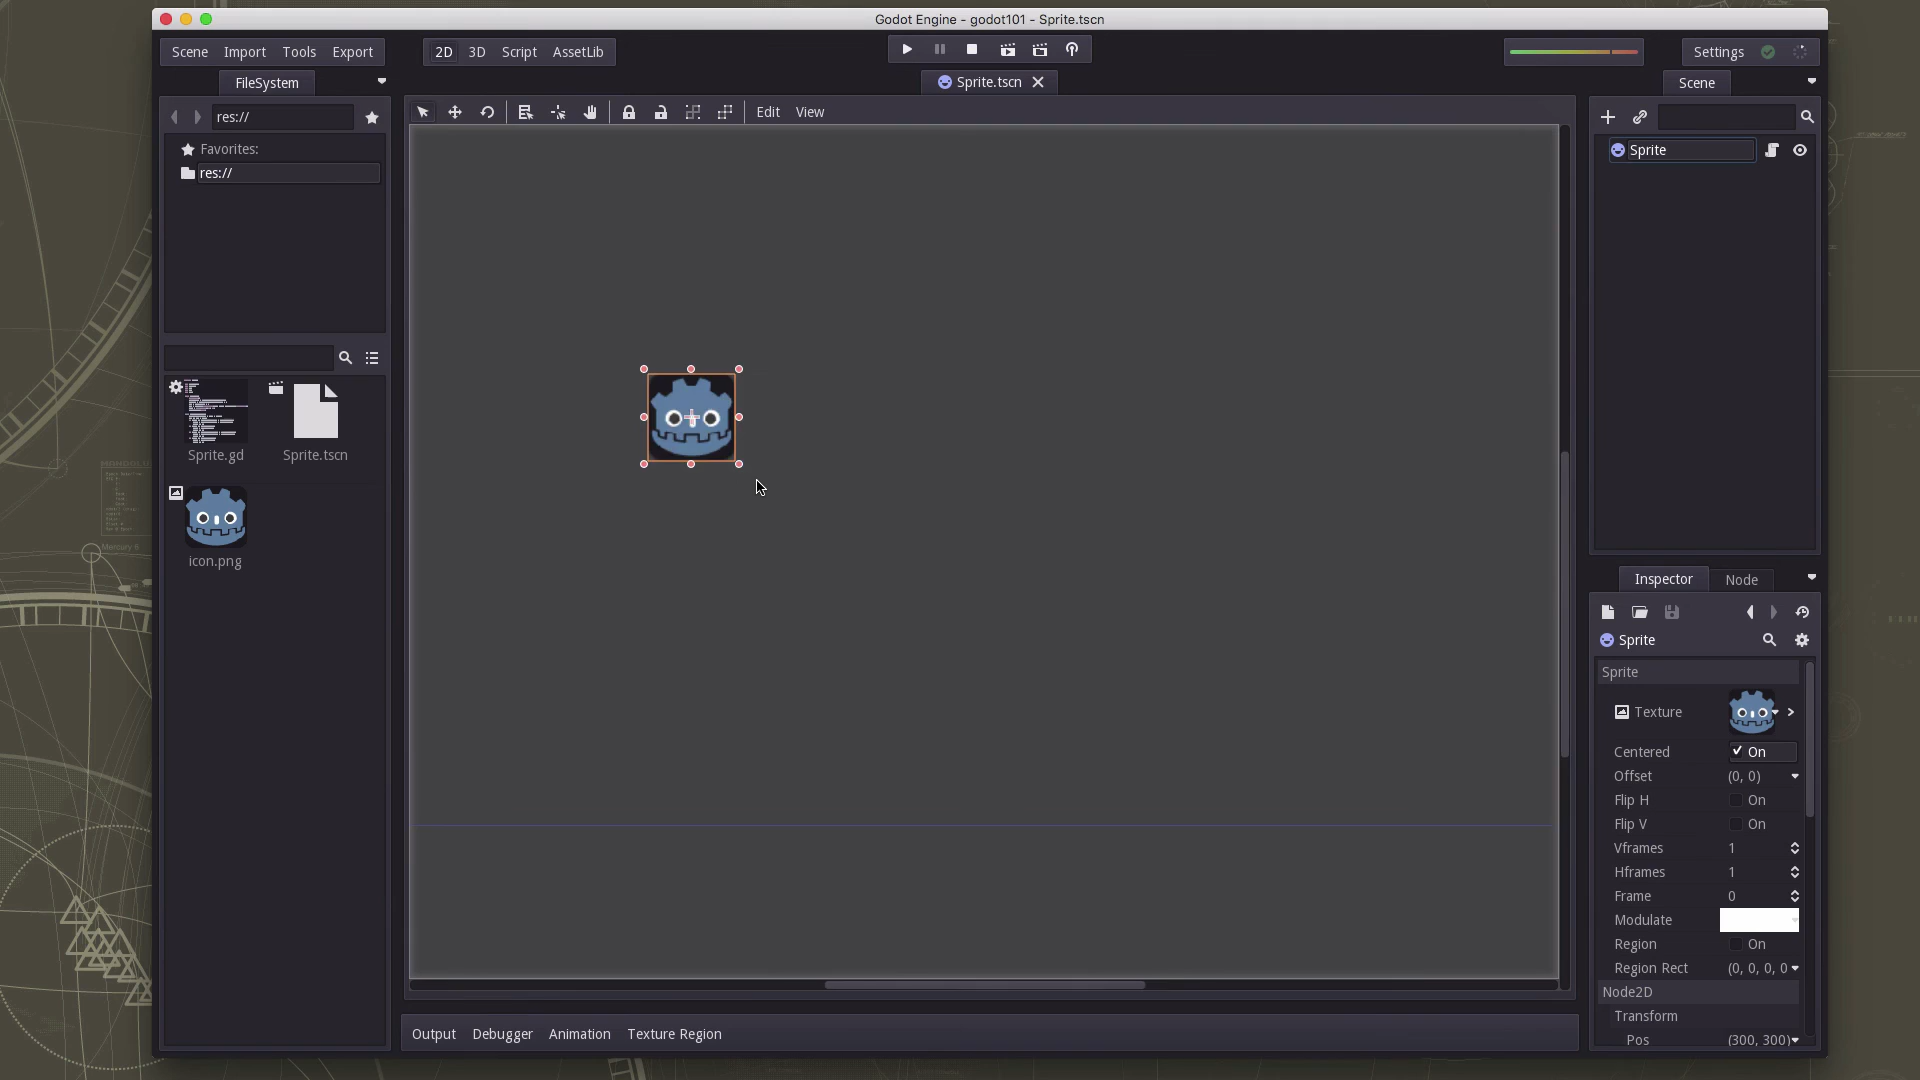 Godot Engine - godot101 - Sprite.tscn
Scene Import Tools Export
2D 3D Script AssetLib
Settings
FileSystem
Sprite.tscn
Scene
res://
Edit View
Favorites:
res://
Sprite
Sprite.gd
Sprite.tscn
icon.png
Inspector Node
Sprite
Sprite
Texture
Centered On
Offset (0, 0)
Flip H On
Flip V On
Vframes 1
Hframes 1
Frame 0
Modulate
Region On
Region Rect (0, 0, 0, 0
Node2D
Transform
Pos (300, 300)
Output Debugger Animation Texture Region